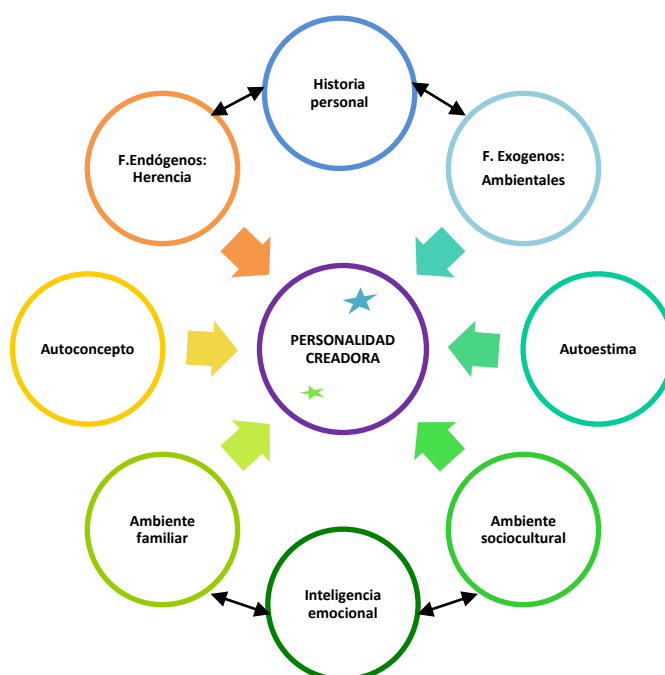 Historia
personal
F.Endógenos:
Herencia
F. Exogenos:
Ambientales
Autoconcepto
PERSONALIDAD
CREADORA
Autoestima
Ambiente
familiar
Ambiente
sociocultural
Inteligencia
emocional